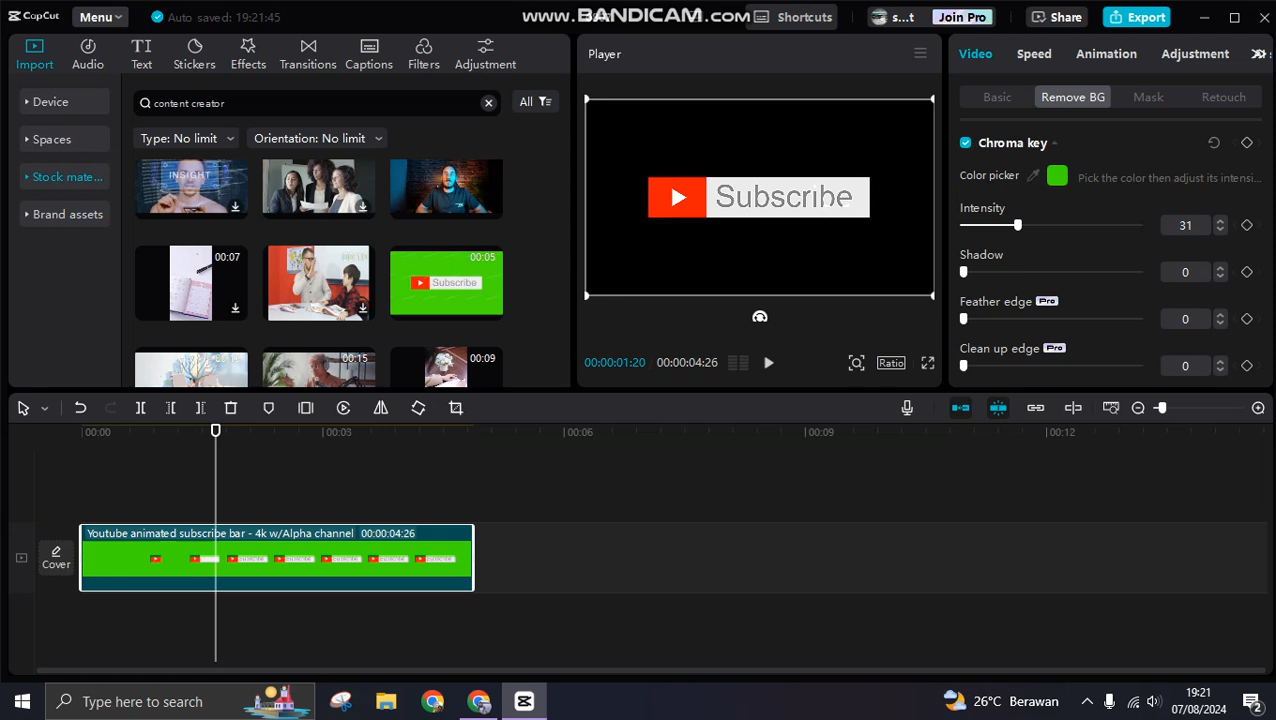 CapCut
Menu
Auto saved: 19:21:45
www.BANDICAM.com
Shortcuts
s...t
Join Pro
Share
Export
Import
Audio
Text
Stickers
Effects
Transitions
Captions
Filters
Adjustment
Device
Spaces
Stock mate...
Brand assets
content creator
All
Type: No limit
Orientation: No limit
INSIGHT
00:07
00:05
Subscribe
00:15
00:09
Player
Subscribe
00:00:01:20
00:00:04:26
Ratio
Video
Speed
Animation
Adjustment
Basic
Remove BG
Mask
Retouch
Chroma key
Color picker
Pick the color then adjust its intensi...
Intensity
31
Shadow
0
Feather edge Pro
0
Clean up edge Pro
0
00:00
00:03
00:06
00:09
00:12
Cover
Youtube animated subscribe bar - 4k w/Alpha channel 00:00:04:26
Type here to search
26°C Berawan
19:21
07/08/2024
2